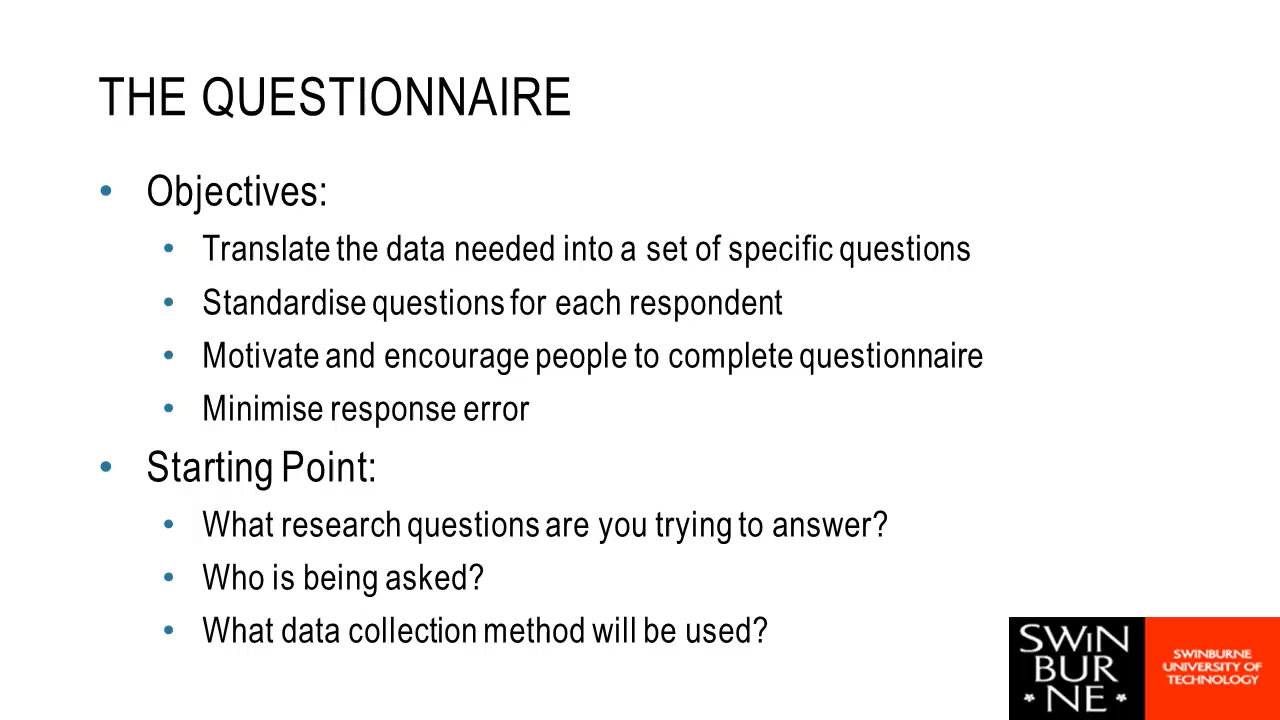 THE QUESTIONNAIRE
• Objectives:
• Translate the data needed into a set of specific questions
• Standardise questions for each respondent
• Motivate and encourage people to complete questionnaire
• Minimise response error
• Starting Point:
• What research questions are you trying to answer?
• Who is being asked?
• What data collection method will be used?
SWIN
BUR
NE
SWINBURNE
UNIVERSITY OF
TECHNOLOGY